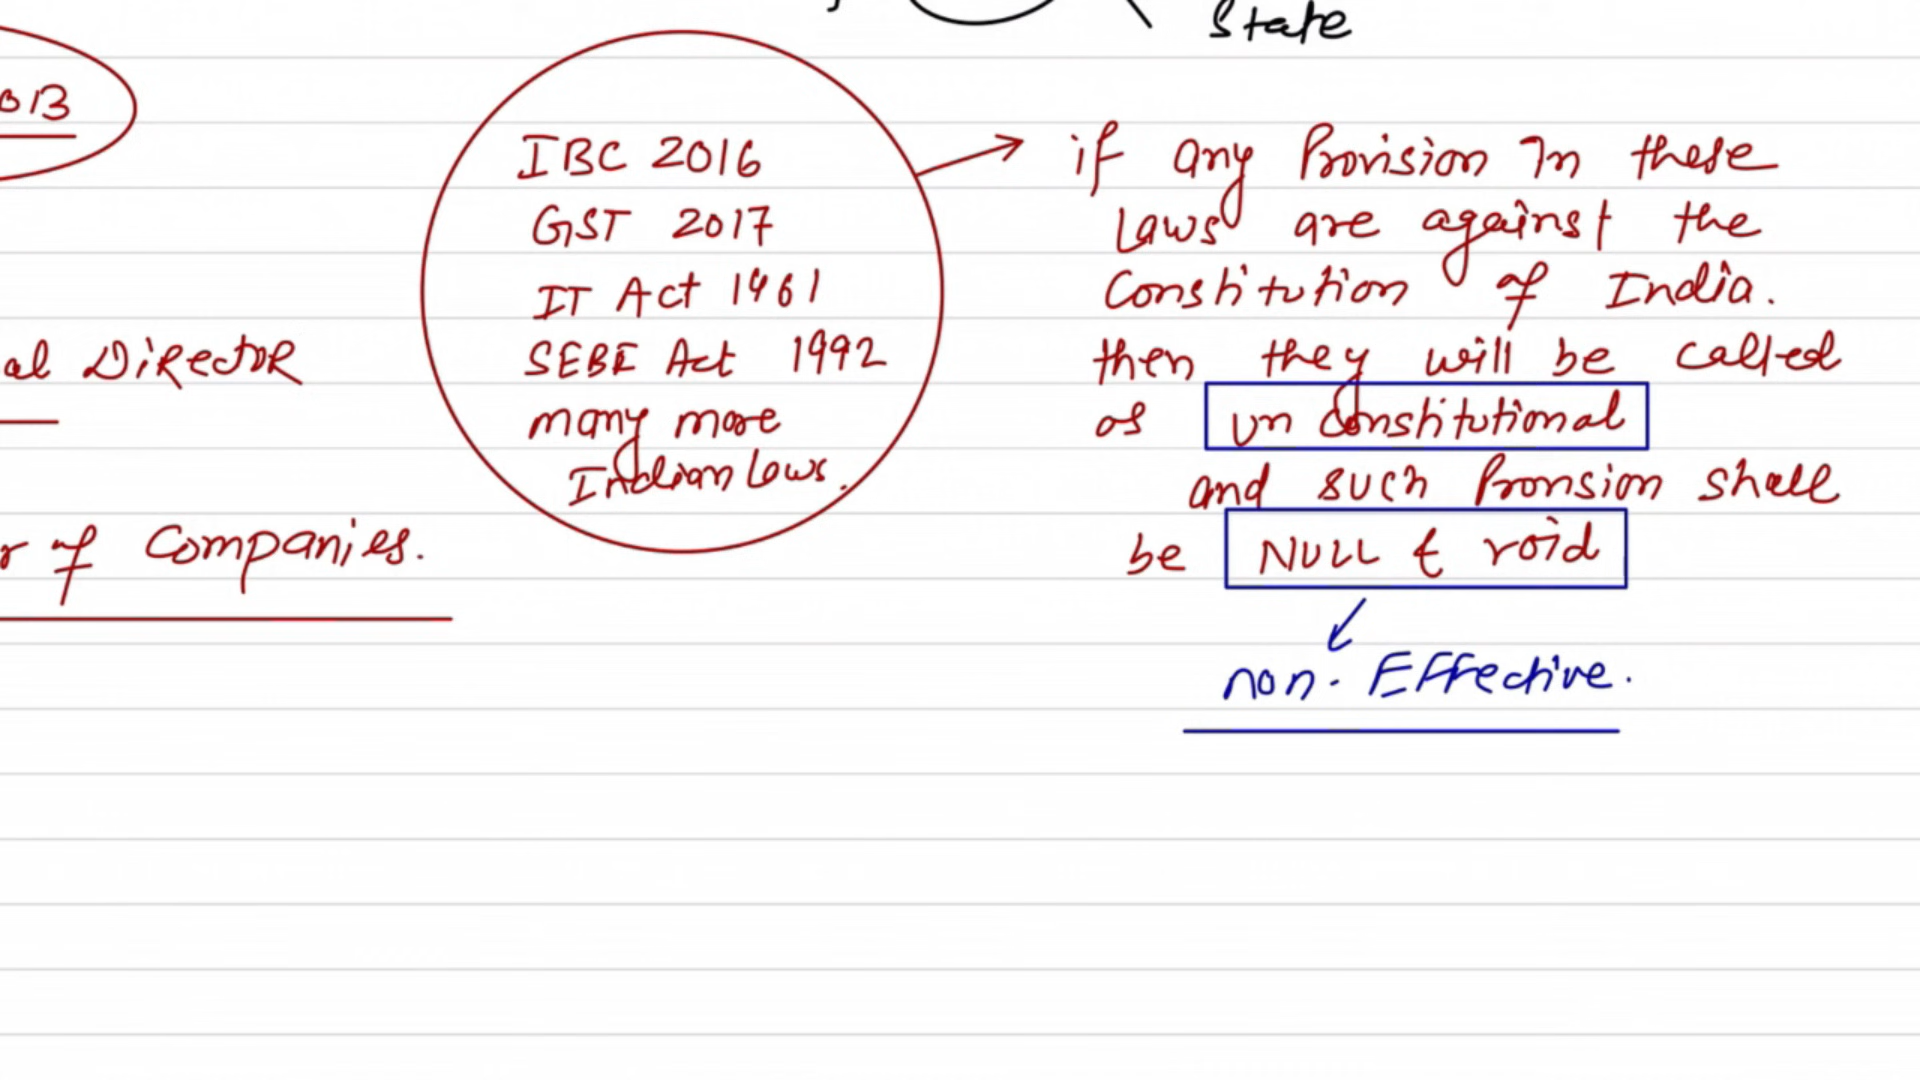 State
013
IBC 2016
GST 2017
IT Act 1961
SEBI Act 1992
many more
Indian Laws.
al Director
r of Companies.
if any Provision In these
Laws are against the
Constitution of India.
then they will be called
as un constitutional
and such Provision shall
be NULL & void
non-Effective.